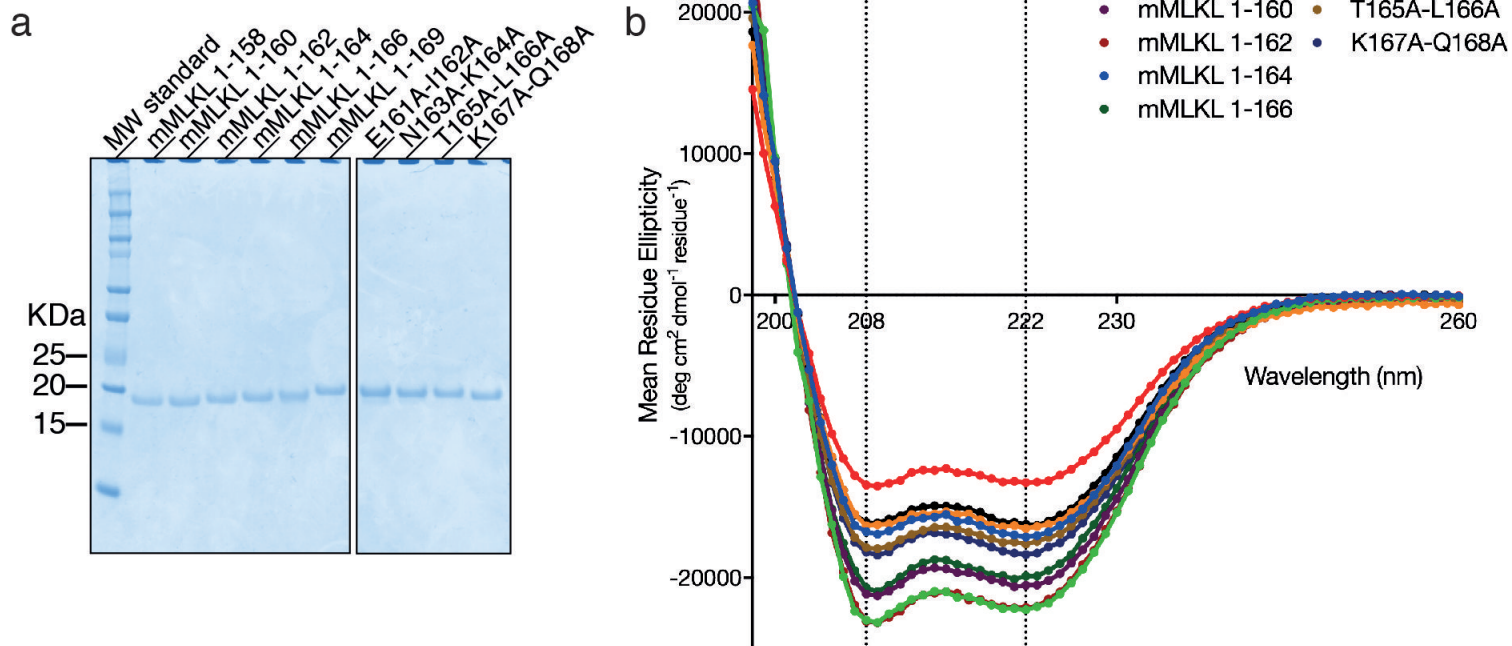 a
MW standard
mMLKL 1-158
mMLKL 1-160
mMLKL 1-162
mMLKL 1-164
mMLKL 1-166
mMLKL 1-169
E161A-I162A
N163A-K164A
T165A-L166A
K167A-Q168A
KDa
25
20
15
b
mMLKL 1-160 T165A-L166A
mMLKL 1-162 K167A-Q168A
mMLKL 1-164
mMLKL 1-166
Mean Residue Ellipticity
(deg cm² dmol⁻¹ residue⁻¹)
20000
10000
0
-10000
-20000
200 208 222 230 260
Wavelength (nm)